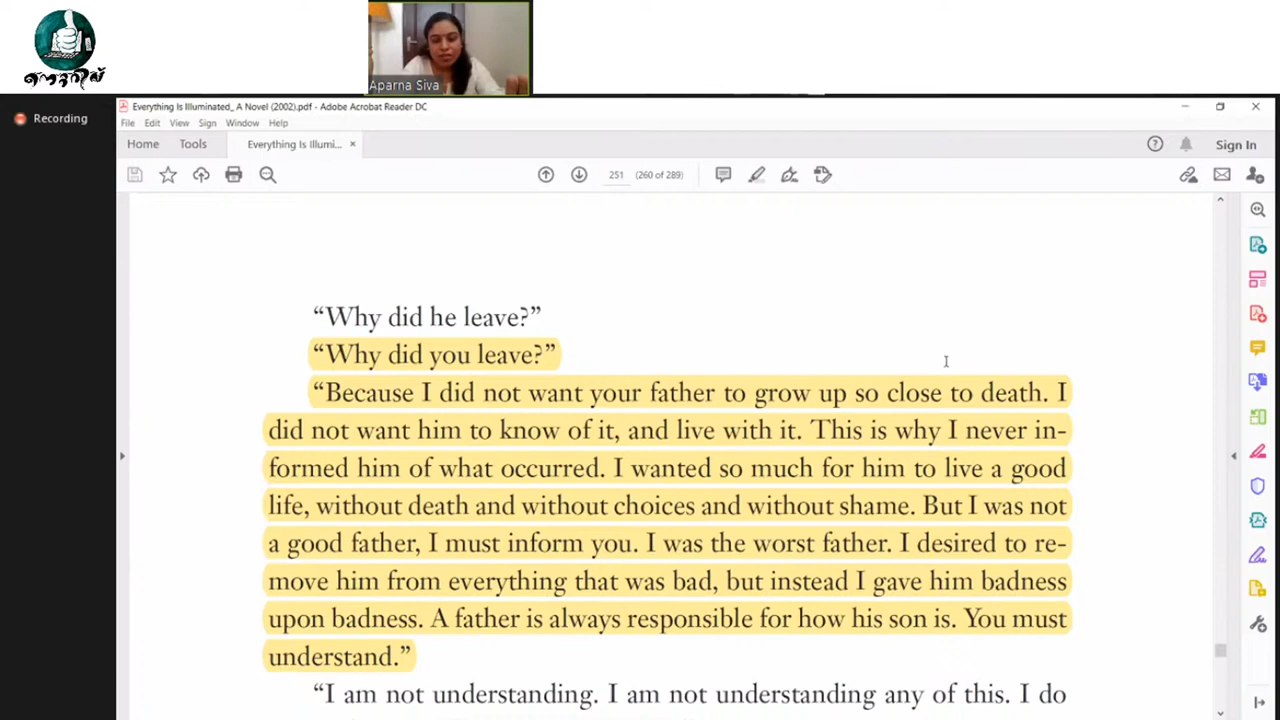 Aparna Siva
Everything Is Illuminated_ A Novel (2002).pdf - Adobe Acrobat Reader DC
Recording
File Edit View Sign Window Help
Home Tools Everything Is Illumi... × Sign In
251 (260 of 289)
“Why did he leave?”
“Why did you leave?”
“Because I did not want your father to grow up so close to death. I
did not want him to know of it, and live with it. This is why I never in-
formed him of what occurred. I wanted so much for him to live a good
life, without death and without choices and without shame. But I was not
a good father, I must inform you. I was the worst father. I desired to re-
move him from everything that was bad, but instead I gave him badness
upon badness. A father is always responsible for how his son is. You must
understand.”
“I am not understanding. I am not understanding any of this. I do